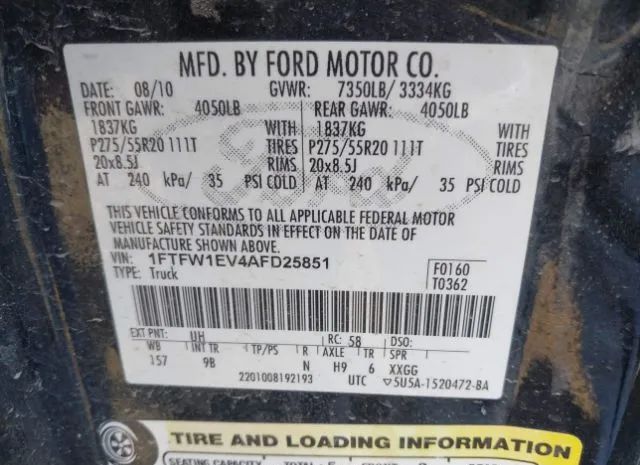 MFD. BY FORD MOTOR CO.
DATE: 08/10 GVWR: 7350LB/ 3334KG
FRONT GAWR: 4050LB REAR GAWR: 4050LB
1837KG WITH 1837KG WITH
P275/55R20 111T TIRES P275/55R20 111T TIRES
20x8.5J RIMS 20x8.5J RIMS
AT 240 kPa/ 35 PSI COLD AT 240 kPa/ 35 PSI COLD
THIS VEHICLE CONFORMS TO ALL APPLICABLE FEDERAL MOTOR
VEHICLE SAFETY STANDARDS IN EFFECT ON THE DATE OF
MANUFACTURE SHOWN ABOVE.
VIN: 1FTFW1EV4AFD25851 F0160
TYPE: Truck T0362
EXT PNT: UH RC: 58 DSO:
WB INT TR TP/PS R AXLE TR SPR
157 9B N H9 6 XXGG
2201008192193 UTC ▽5U5A-1520472-BA
TIRE AND LOADING INFORMATION
SEATING CAPACITY TOTAL